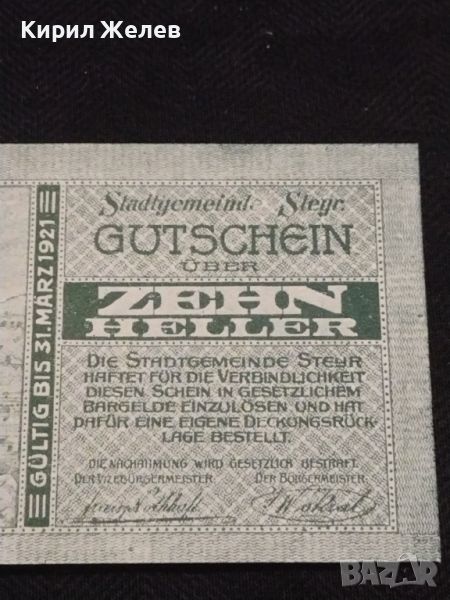 Кирил Желев
GÜLTIG BIS 31. MÄRZ 1921
Stadtgemeinde Steyr.
GUTSCHEIN
ÜBER
ZEHN
HELLER
DIE STADTGEMEINDE STEYR
HAFTET FÜR DIE VERBINDLICHKEIT
DIESEN SCHEIN IN GESETZLICHEM
BARGELDE EINZULÖSEN UND HAT
DAFÜR EINE EIGENE DECKUNGSRÜCK-
LAGE BESTELLT.
DIE NACHAHMUNG WIRD GESETZLICH BESTRAFT.
DER VIZEBÜRGERMEISTER DER BÜRGERMEISTER
BAZAR